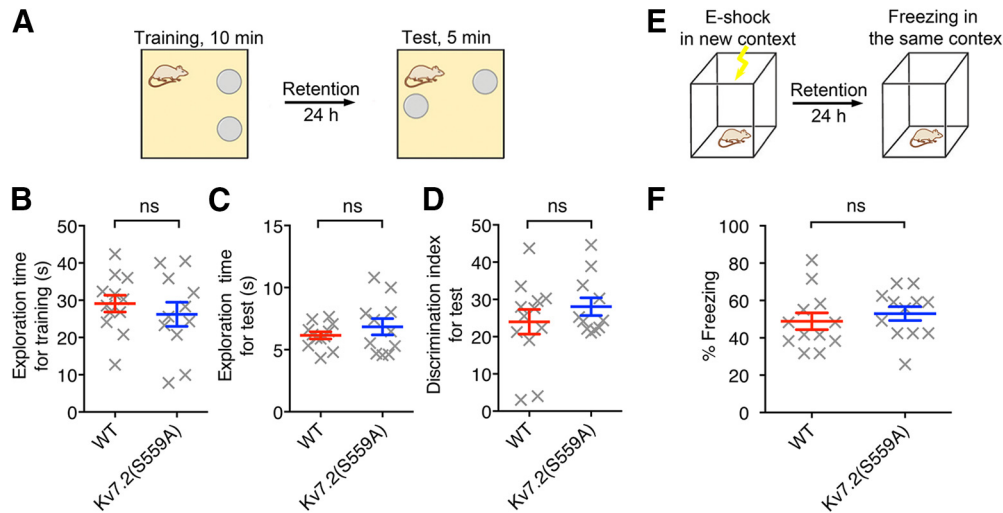 A
Training, 10 min
Retention
24 h
Test, 5 min
E
E-shock
in new context
Retention
24 h
Freezing in
the same contex
B
ns
Exploration time
for training (s)
50
40
30
20
10
0
WT
Kv7.2(S559A)
C
ns
Exploration time
for test (s)
15
10
5
0
WT
Kv7.2(S559A)
D
ns
Discrimination index
for test
50
40
30
20
10
0
WT
Kv7.2(S559A)
F
ns
% Freezing
100
80
60
40
20
0
WT
Kv7.2(S559A)